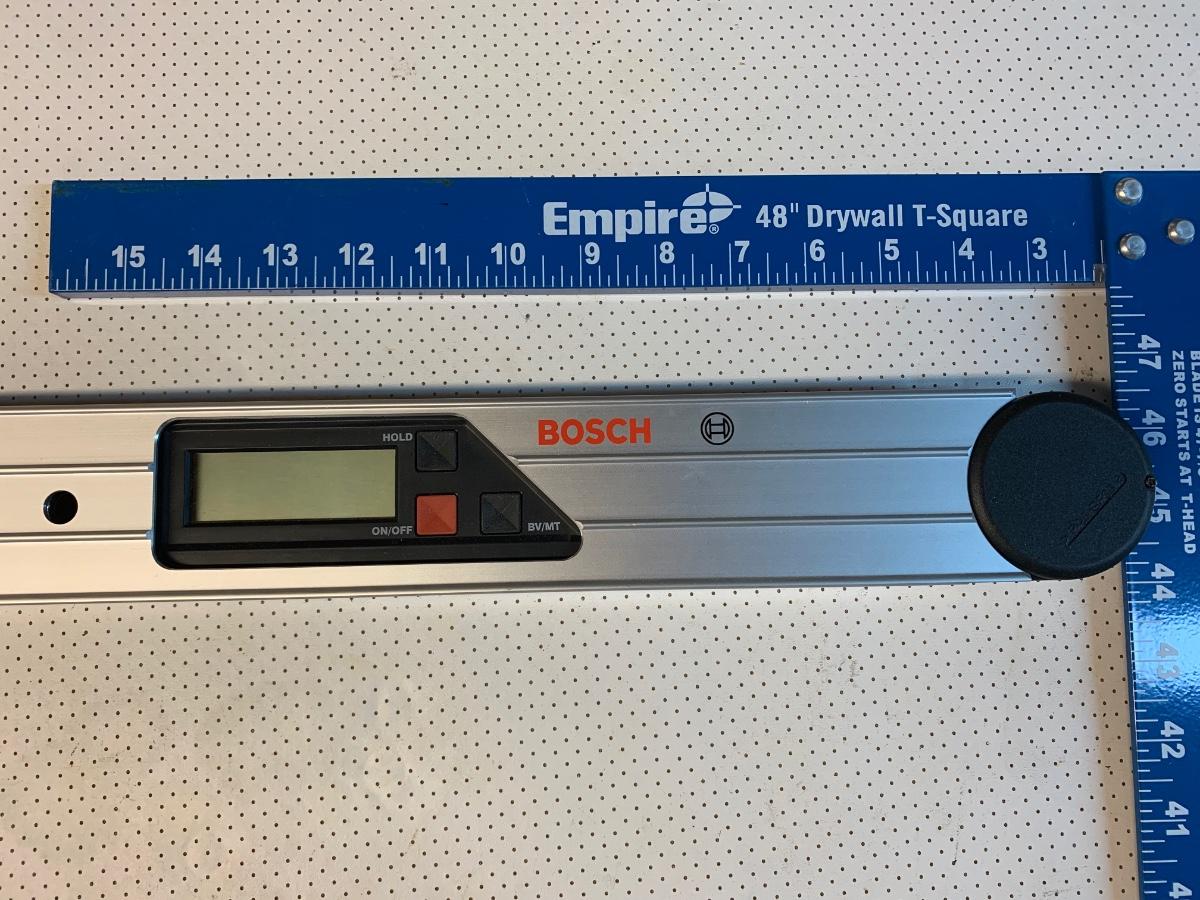 Empire® 48" Drywall T-Square
15 14 13 12 11 10 9 8 7 6 5 4 3
47
46
45
44
43
42
41
ZERO STARTS AT T-HEAD
BOSCH
HOLD
ON/OFF
BV/MT